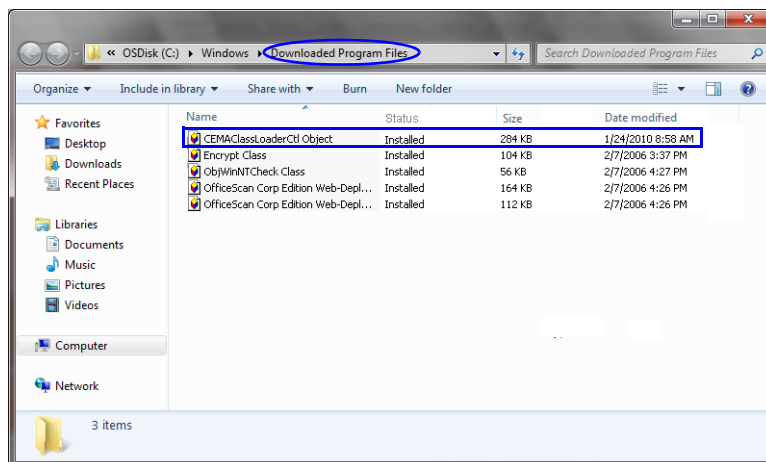 « OSDisk (C:) ▸ Windows ▸ Downloaded Program Files
Search Downloaded Program Files
Organize ▾ Include in library ▾ Share with ▾ Burn New folder
Name Status Size Date modified
CEMAClassLoaderCtl Object Installed 284 KB 1/24/2010 8:58 AM
Encrypt Class Installed 104 KB 2/7/2006 3:37 PM
ObjWinNTCheck Class Installed 56 KB 2/7/2006 4:27 PM
OfficeScan Corp Edition Web-Depl... Installed 164 KB 2/7/2006 4:26 PM
OfficeScan Corp Edition Web-Depl... Installed 112 KB 2/7/2006 4:26 PM
Favorites
Desktop
Downloads
Recent Places
Libraries
Documents
Music
Pictures
Videos
Computer
Network
3 items